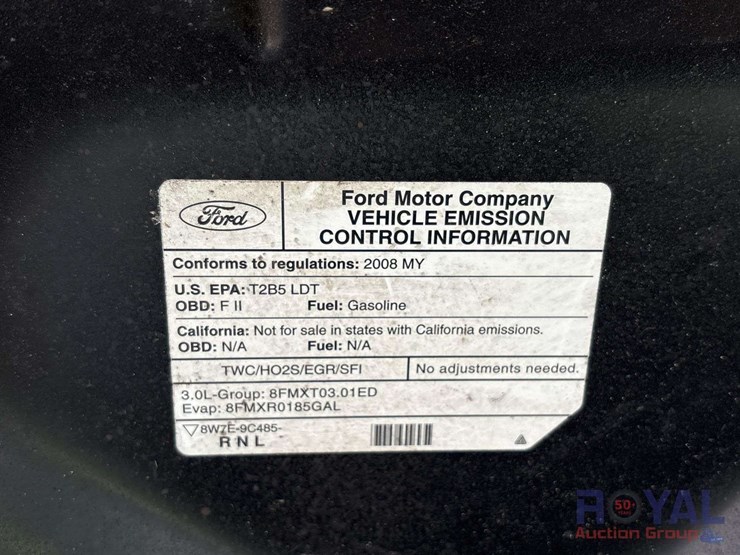 Ford
Ford Motor Company
VEHICLE EMISSION
CONTROL INFORMATION
Conforms to regulations: 2008 MY
U.S. EPA: T2B5 LDT
OBD: F II Fuel: Gasoline
California: Not for sale in states with California emissions.
OBD: N/A Fuel: N/A
TWC/HO2S/EGR/SFI No adjustments needed.
3.0L-Group: 8FMXT03.01ED
Evap: 8FMXR0185GAL
8W7E-9C485-
R N L
ROYAL
50+
Auction Group